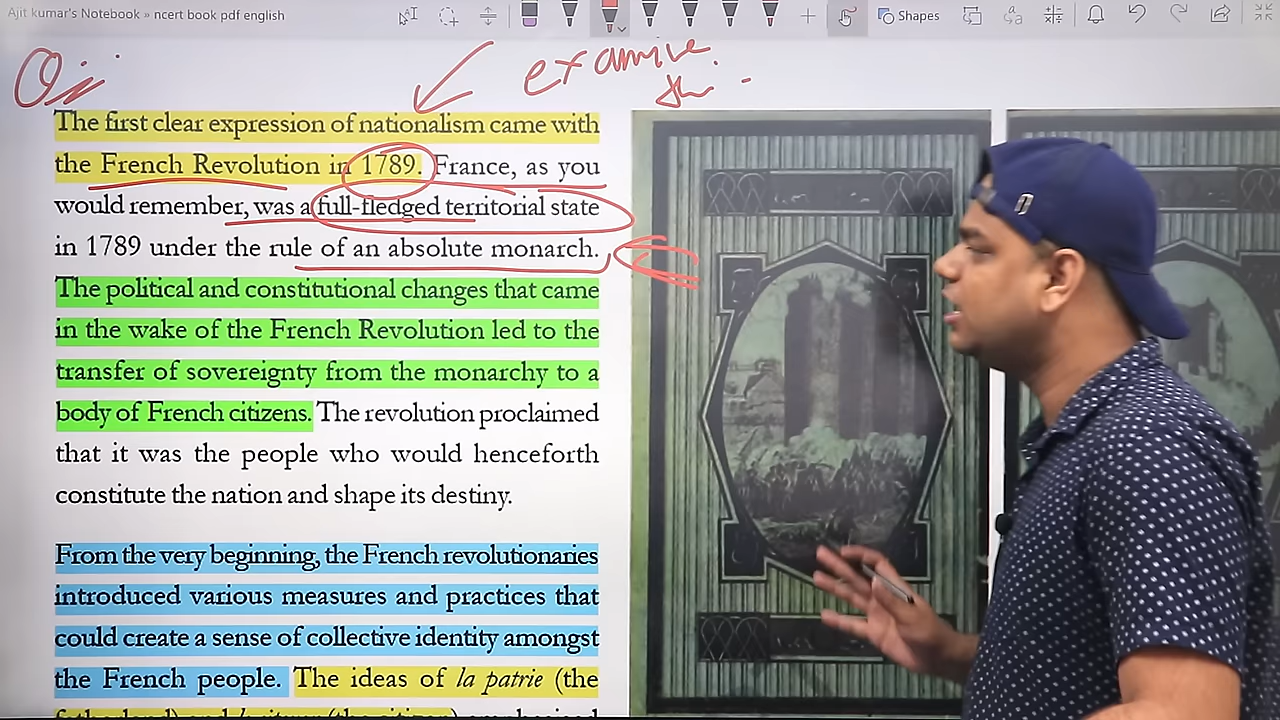 Ajit kumar's Notebook » ncert book pdf english
Shapes
examine
The first clear expression of nationalism came with
the French Revolution in 1789. France, as you
would remember, was a full-fledged territorial state
in 1789 under the rule of an absolute monarch.
The political and constitutional changes that came
in the wake of the French Revolution led to the
transfer of sovereignty from the monarchy to a
body of French citizens. The revolution proclaimed
that it was the people who would henceforth
constitute the nation and shape its destiny.
From the very beginning, the French revolutionaries
introduced various measures and practices that
could create a sense of collective identity amongst
the French people. The ideas of la patrie (the